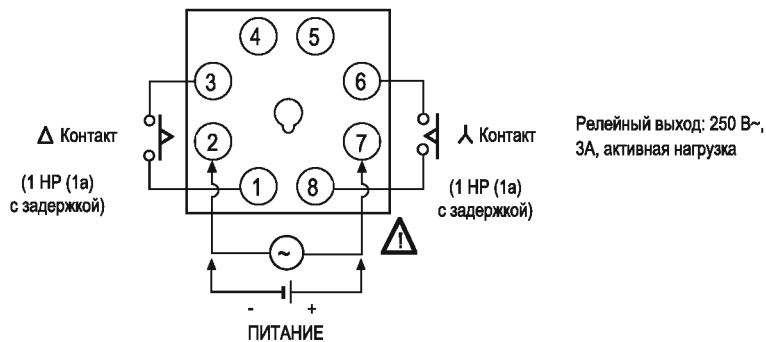 4 5
3 6
2 7
1 8
Δ Контакт
(1 НР (1а)
с задержкой)
⅄ Контакт
(1 НР (1а)
с задержкой)
Релейный выход: 250 В~,
3А, активная нагрузка
~
!
- +
ПИТАНИЕ